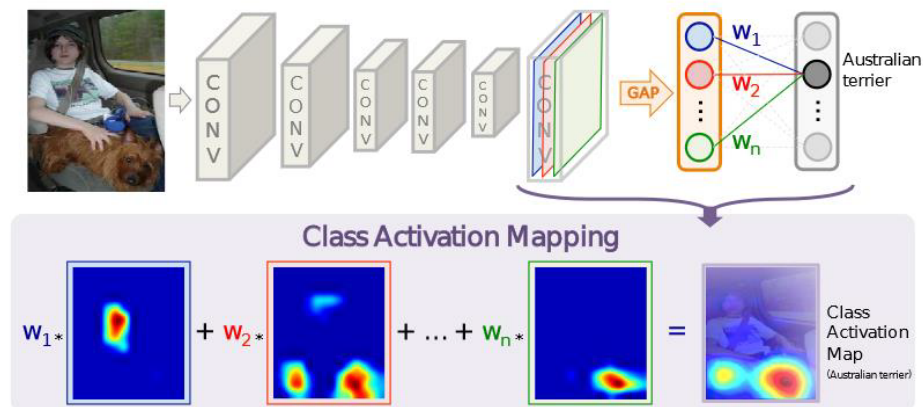 CONV
CONV
CONV
CONV
CONV
CONV
GAP
w1
w2
wn
Australian
terrier
Class Activation Mapping
w1* + w2* + ... + wn* =
Class
Activation
Map
(Australian terrier)